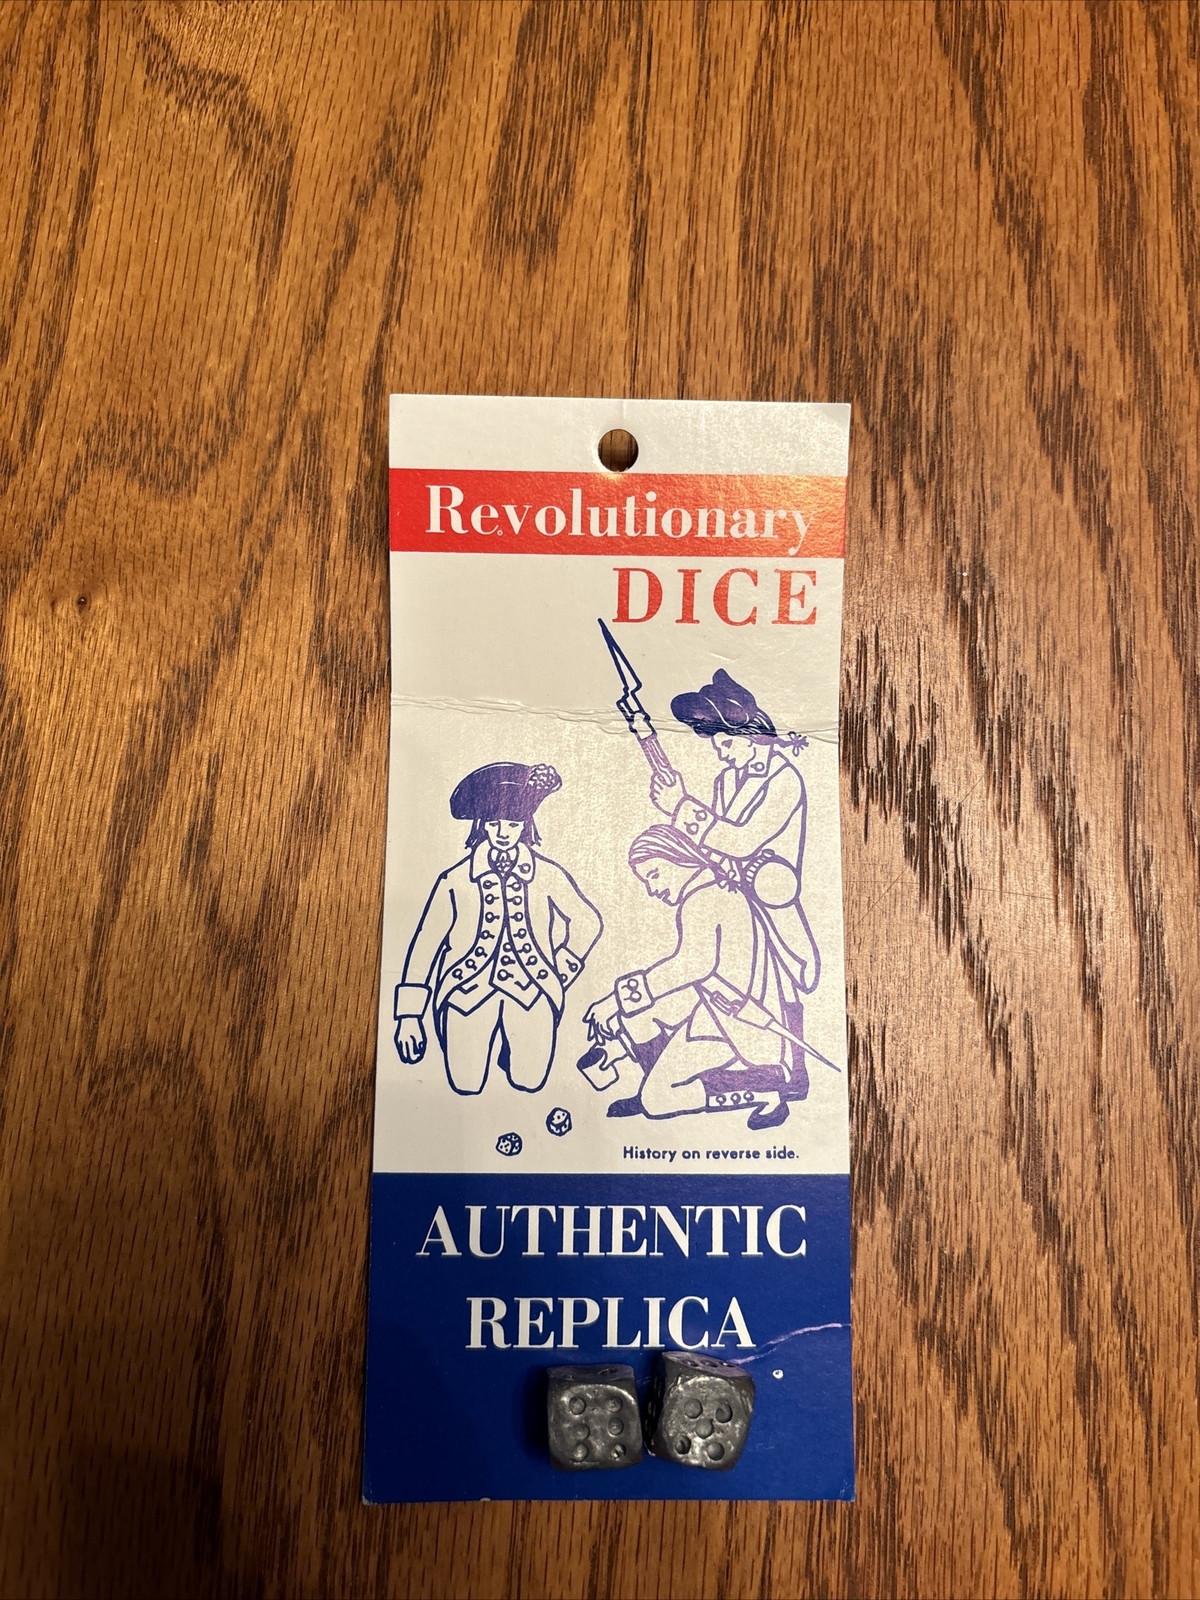 Revolutionary
DICE
History on reverse side.
AUTHENTIC
REPLICA